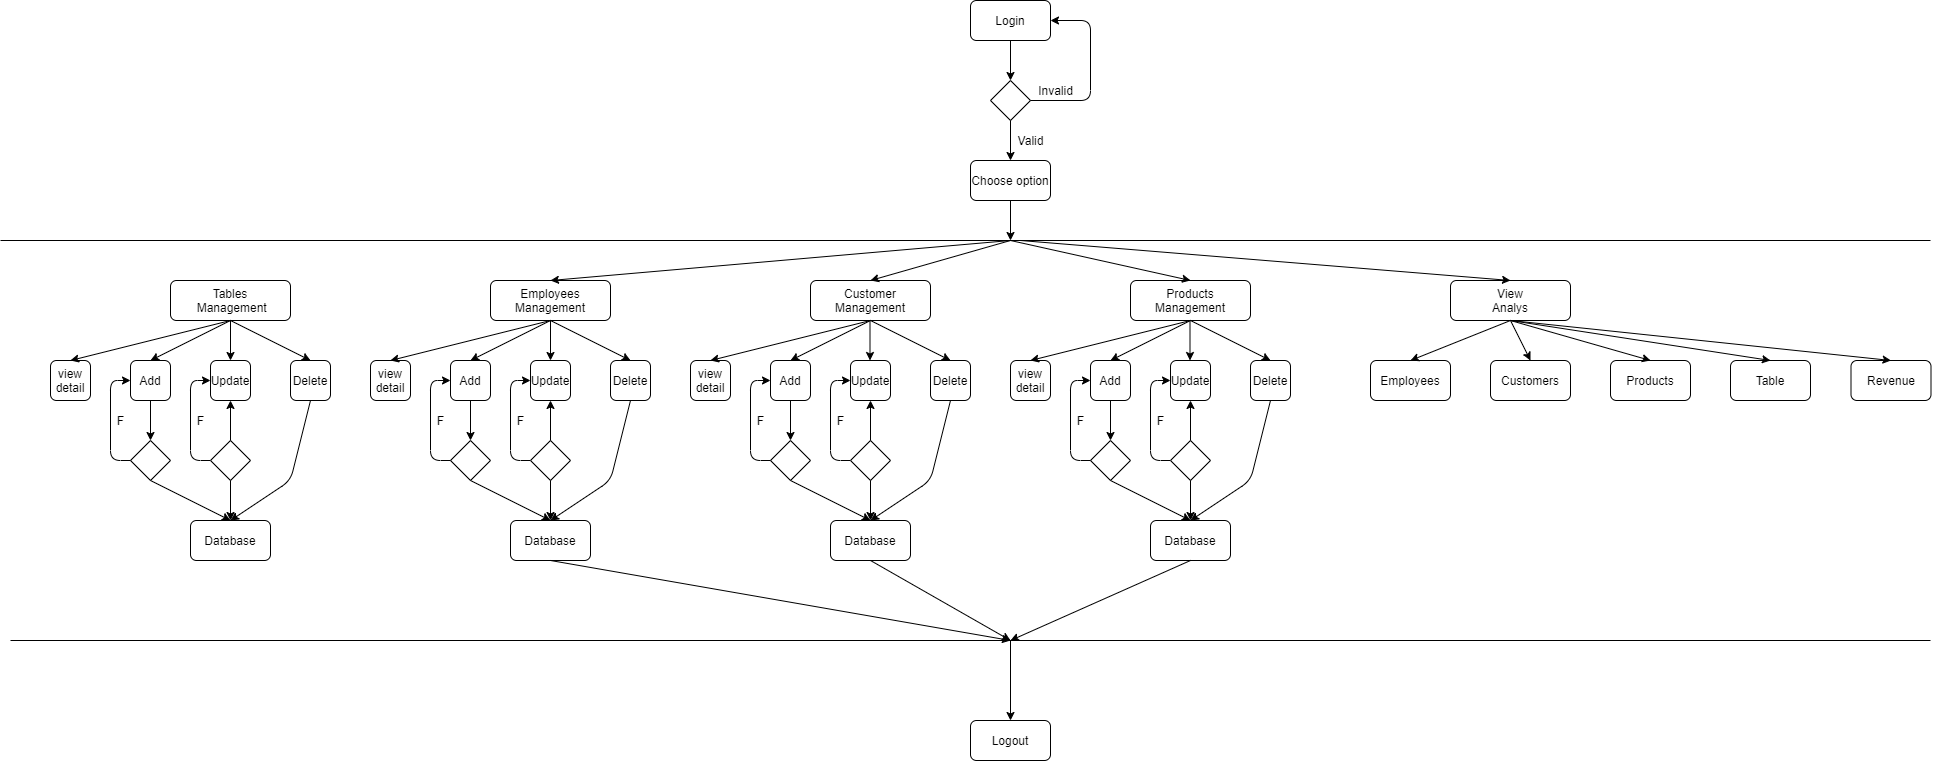 Login
Invalid
Valid
Choose option
Tables
Management
Employees
Management
Customer
Management
Products
Management
View
Analys
view
detail
Add
Update
Delete
view
detail
Add
Update
Delete
view
detail
Add
Update
Delete
view
detail
Add
Update
Delete
Employees
Customers
Products
Table
Revenue
F
F
F
F
F
F
F
F
Database
Database
Database
Database
Logout